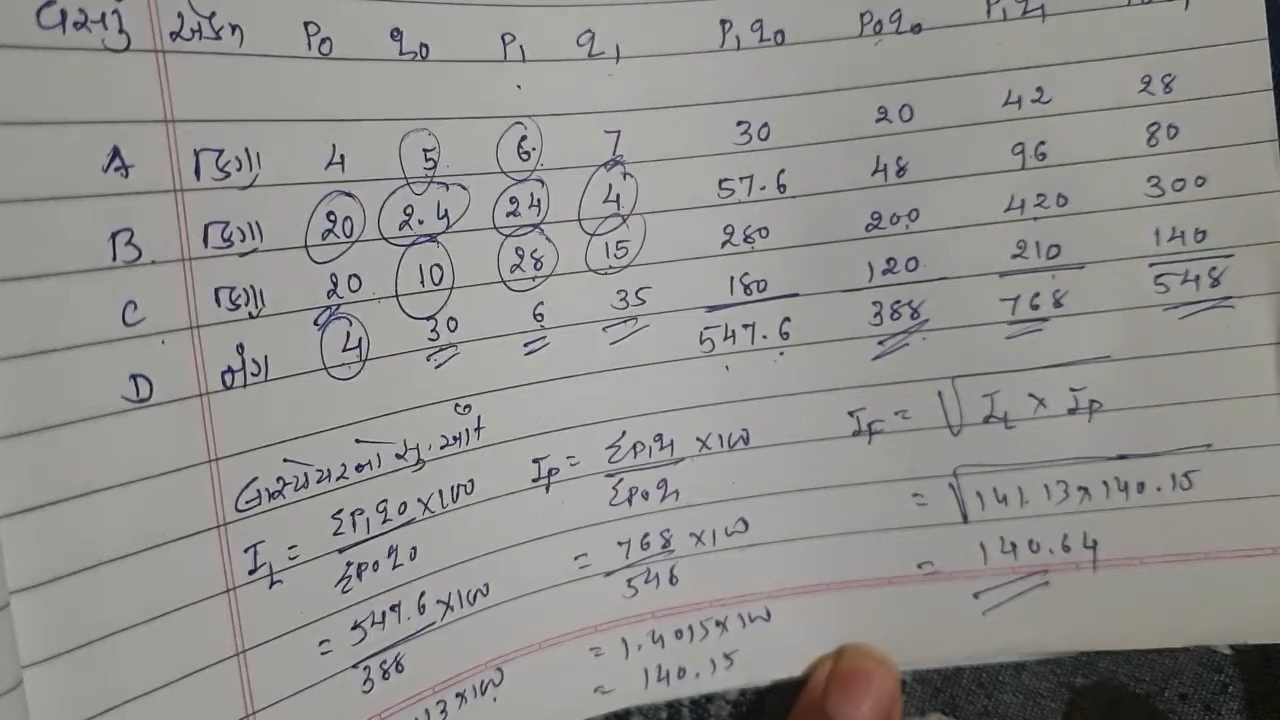 વસ્તુ એકમ P0 q0 P1 q1 P1q0 P0q0 P1q1
A કિગ્રા 4 5 6 7 30 20 42 28
B. કિગ્રા 20 2.4 24 4 57.6 48 96 80
C કિગ્રા 20 10 28 15 280 200 420 300
D નંગ 4 30 6 35 180 120 210 140
547.6 388 768 548
લાસ્પેયરનો
IL = ΣP1q0 × 100 / ΣP0q0
= 547.6 × 100 / 388
13 × 100
IP = ΣP1q1 × 100 / ΣP0q1
= 768 × 100 / 546
= 1.4015 × 100
= 140.15
IF = √IL × IP
= √141.13 × 140.15
= 140.64